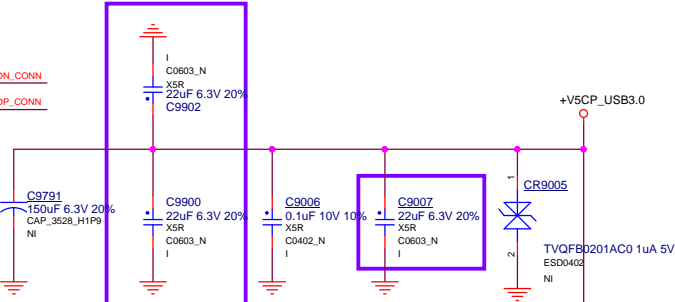 ON_CONN
OP_CONN
I
C0603_N
X5R
22uF 6.3V 20%
C9902
+V5CP_USB3.0
C9791
150uF 6.3V 20%
CAP_3528_H1P9
NI
C9900
22uF 6.3V 20%
X5R
C0603_N
I
C9006
0.1uF 10V 10%
X5R
C0402_N
I
C9007
22uF 6.3V 20%
X5R
C0603_N
I
1
CR9005
2
TVQFB0201AC0 1uA 5V
ESD0402
NI